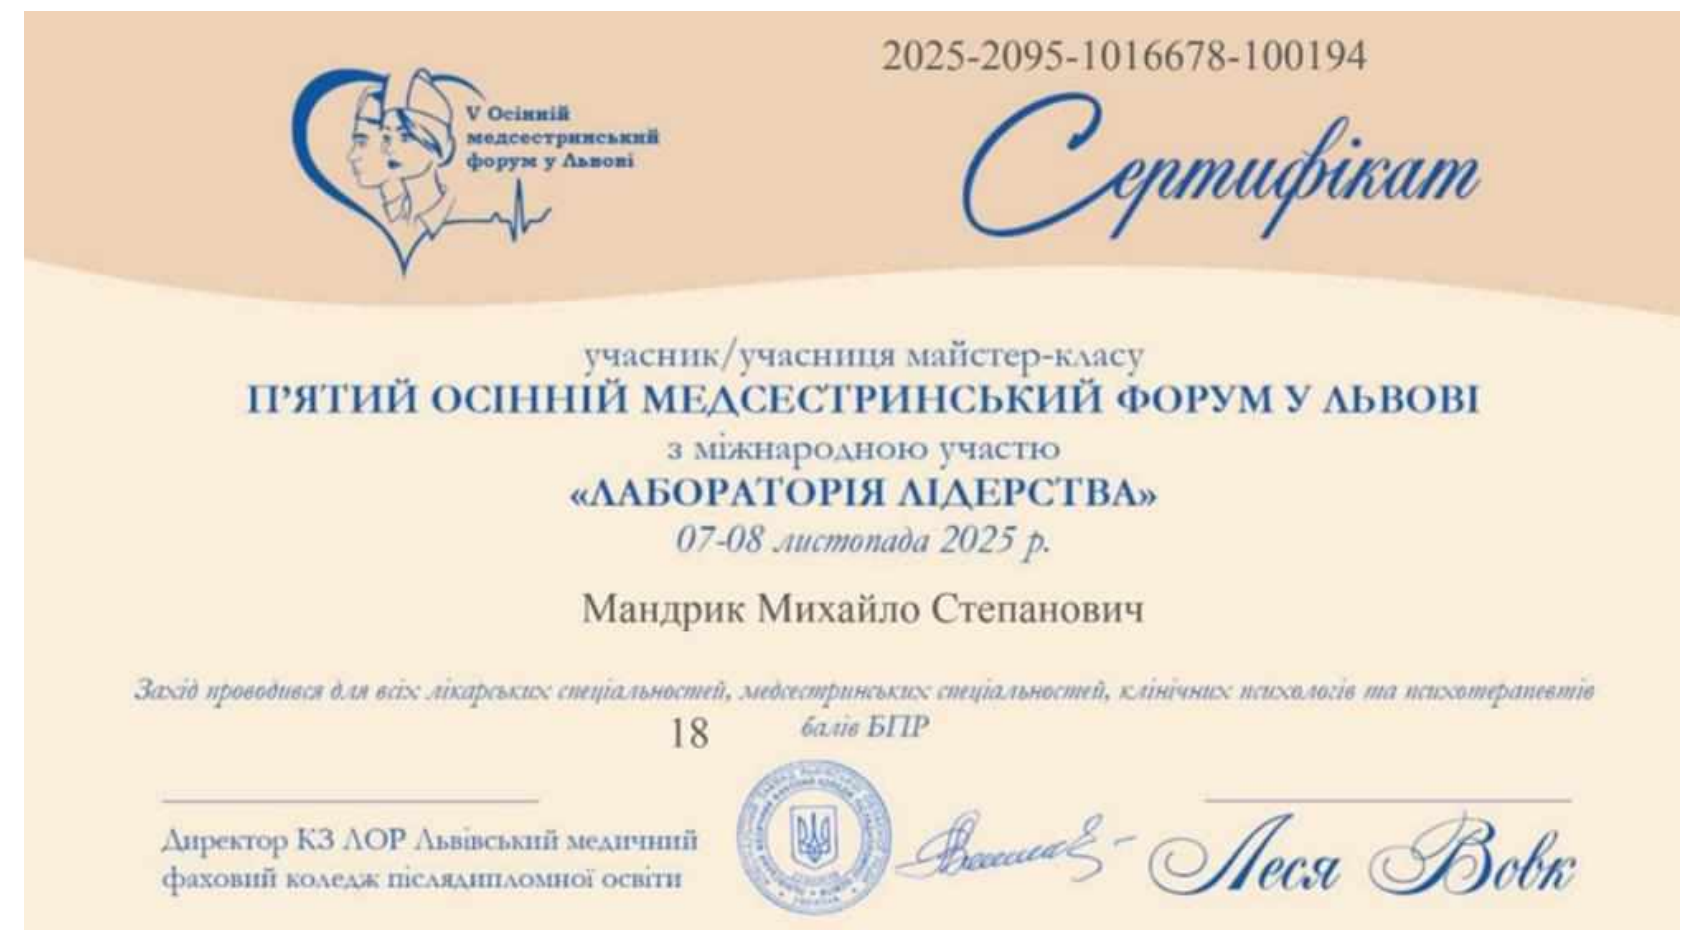 2025-2095-1016678-100194
V Осінній
медсестринський
форум у Львові
Сертифікат
учасник/учасниця майстер-класу
П’ЯТИЙ ОСІННІЙ МЕДСЕСТРИНСЬКИЙ ФОРУМ У ЛЬВОВІ
з міжнародною участю
«ЛАБОРАТОРІЯ ЛІДЕРСТВА»
07-08 листопада 2025 р.
Мандрик Михайло Степанович
Захід проводився для всіх лікарських спеціальностей, медсестринських спеціальностей, клінічних психологів та психотерапевтів
18 балів БПР
Директор КЗ ЛОР Львівський медичний
фаховий коледж післядипломної освіти
Леся Вовк